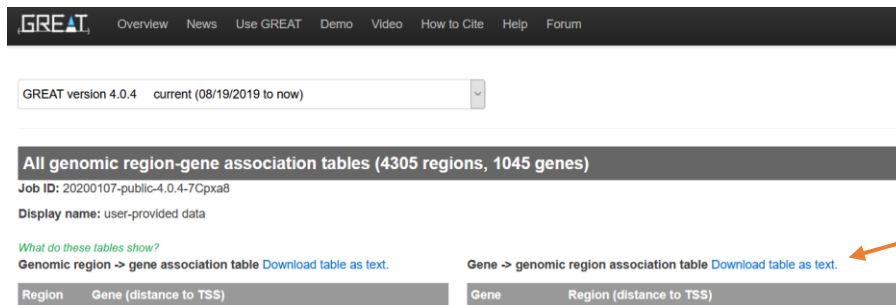 GREAT Overview News Use GREAT Demo Video How to Cite Help Forum
GREAT version 4.0.4 current (08/19/2019 to now)
All genomic region-gene association tables (4305 regions, 1045 genes)
Job ID: 20200107-public-4.0.4-7Cpxa8
Display name: user-provided data
What do these tables show?
Genomic region -> gene association table Download table as text.
Region Gene (distance to TSS)
Gene -> genomic region association table Download table as text.
Gene Region (distance to TSS)